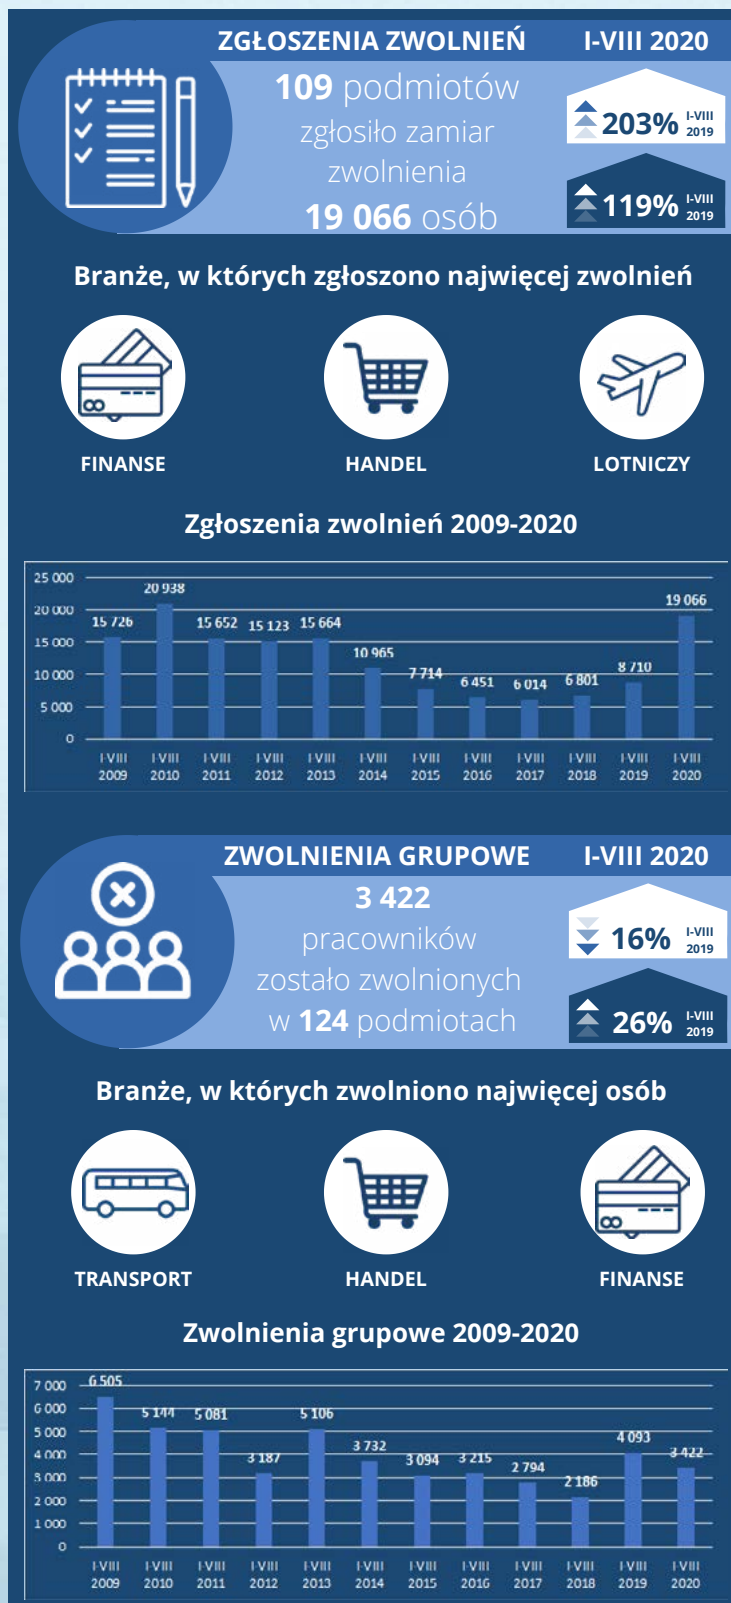 ZGŁOSZENIA ZWOLNIEŃ I-VIII 2020
109 podmiotów
zgłosiło zamiar
zwolnienia
19 066 osób
203% I-VIII 2019
119% I-VIII 2019
Branże, w których zgłoszono najwięcej zwolnień
FINANSE HANDEL LOTNICZY
Zgłoszenia zwolnień 2009-2020
25 000
20 000
15 000
10 000
5 000
0
15 726 20 938 15 652 15 123 15 664 10 965 7 714 6 451 6 014 6 801 8 710 19 066
I-VIII I-VIII I-VIII I-VIII I-VIII I-VIII I-VIII I-VIII I-VIII I-VIII I-VIII I-VIII
2009 2010 2011 2012 2013 2014 2015 2016 2017 2018 2019 2020
ZWOLNIENIA GRUPOWE I-VIII 2020
3 422
pracowników
zostało zwolnionych
w 124 podmiotach
16% I-VIII 2019
26% I-VIII 2019
Branże, w których zwolniono najwięcej osób
TRANSPORT HANDEL FINANSE
Zwolnienia grupowe 2009-2020
7 000
6 000
5 000
4 000
3 000
2 000
1 000
0
6 505 5 144 5 081 3 187 5 106 3 732 3 094 3 215 2 794 2 186 4 093 3 422
I-VIII I-VIII I-VIII I-VIII I-VIII I-VIII I-VIII I-VIII I-VIII I-VIII I-VIII I-VIII
2009 2010 2011 2012 2013 2014 2015 2016 2017 2018 2019 2020